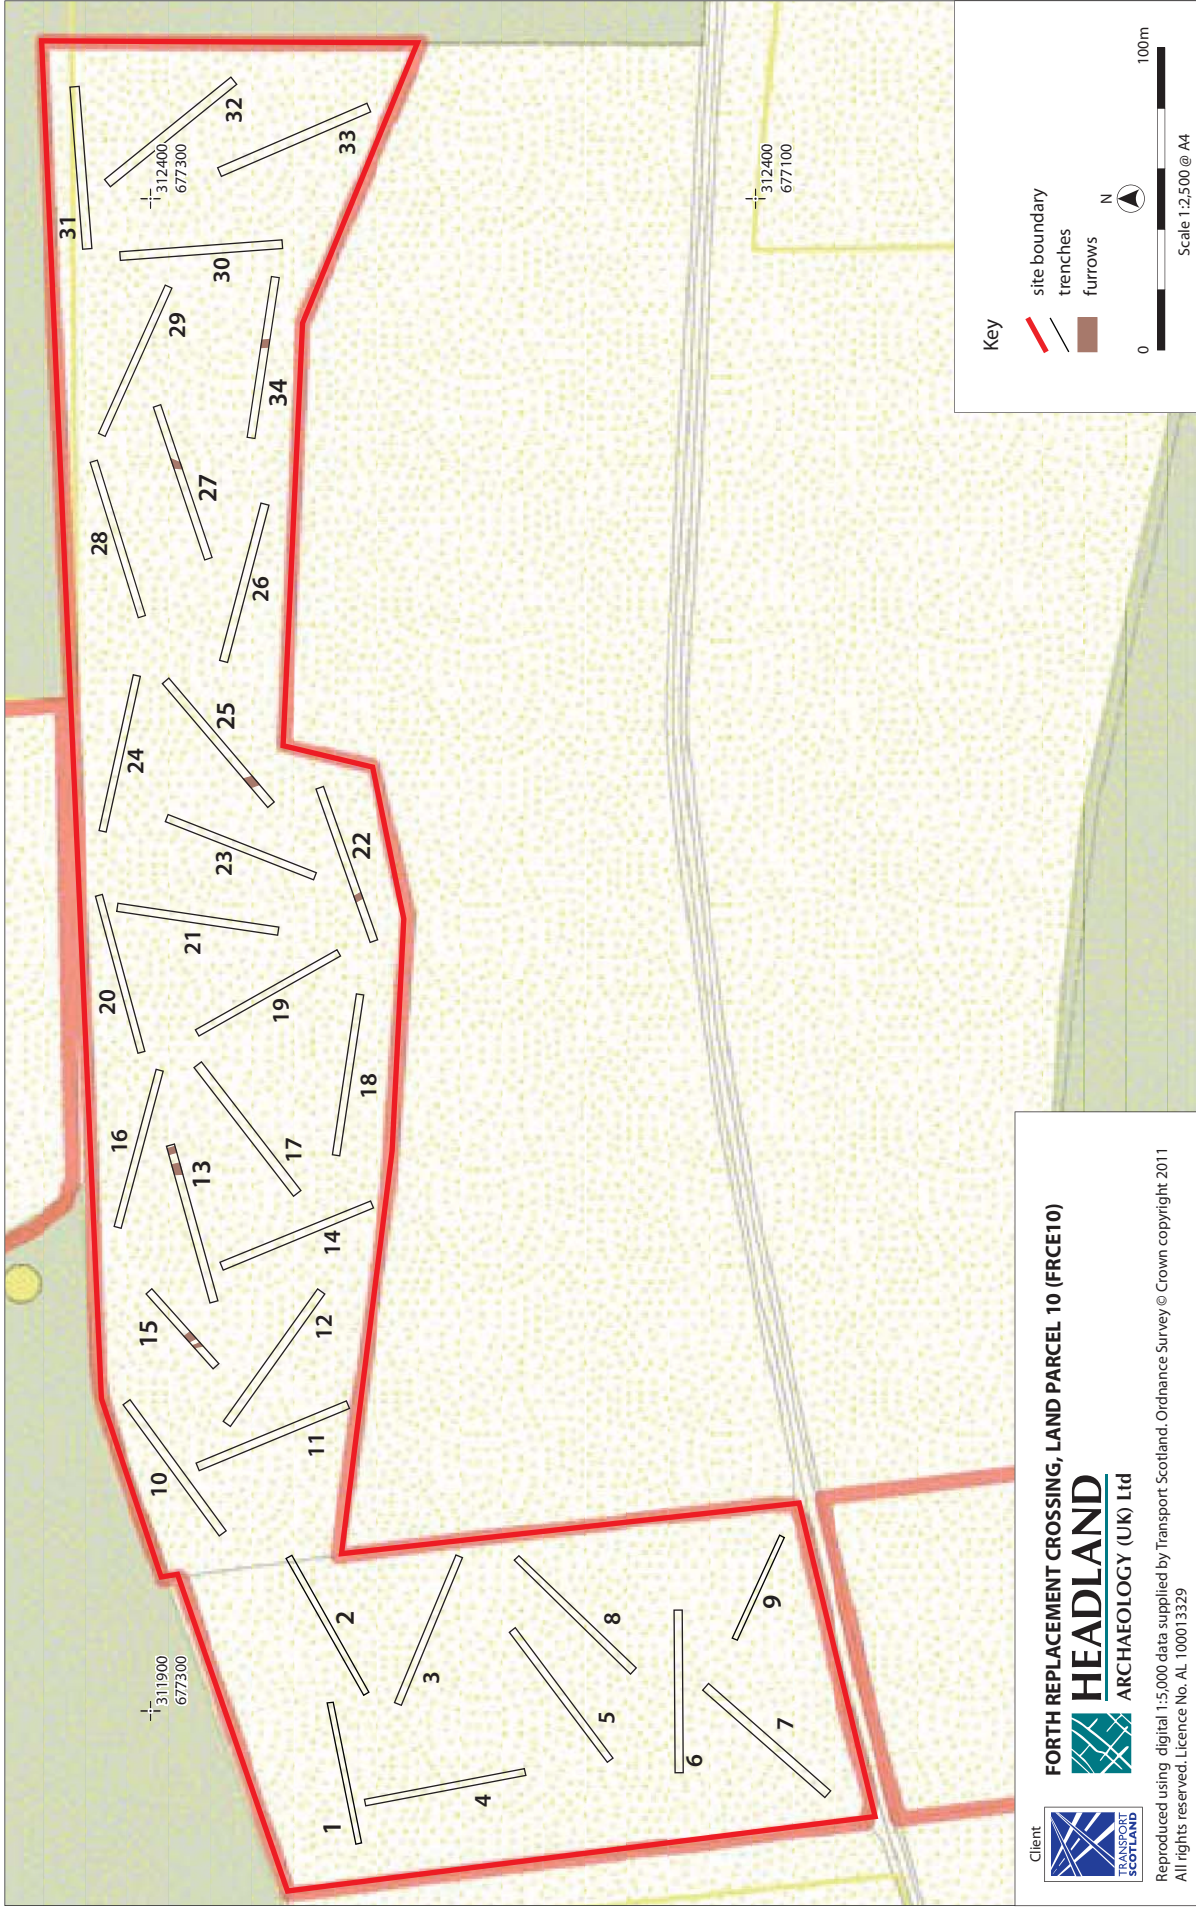 1
2
3
4
5
6
7
8
9
10
11
12
13
14
15
16
17
18
19
20
21
22
23
24
25
26
27
28
29
30
31
32
33
34
311900
677300
312400
677300
312400
677100
Key
site boundary
trenches
furrows
N
0
100m
Scale 1:2,500 @ A4
Client
TRANSPORT
SCOTLAND
FORTH REPLACEMENT CROSSING, LAND PARCEL 10 (FRCE10)
HEADLAND
ARCHAEOLOGY (UK) Ltd
Reproduced using digital 1:5,000 data supplied by Transport Scotland. Ordnance Survey © Crown copyright 2011
All rights reserved. Licence No. AL 100013329